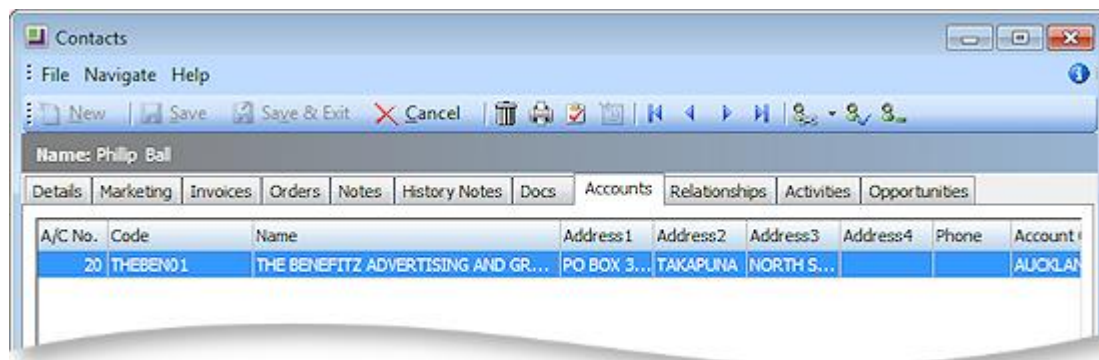 Contacts
File Navigate Help
New Save Save & Exit Cancel
Name: Philip Ball
Details Marketing Invoices Orders Notes History Notes Docs Accounts Relationships Activities Opportunities
A/C No. Code Name Address1 Address2 Address3 Address4 Phone Account
20 THEBEN01 THE BENEFITZ ADVERTISING AND GR... PO BOX 3... TAKAPUNA NORTH S... AUCKLAN